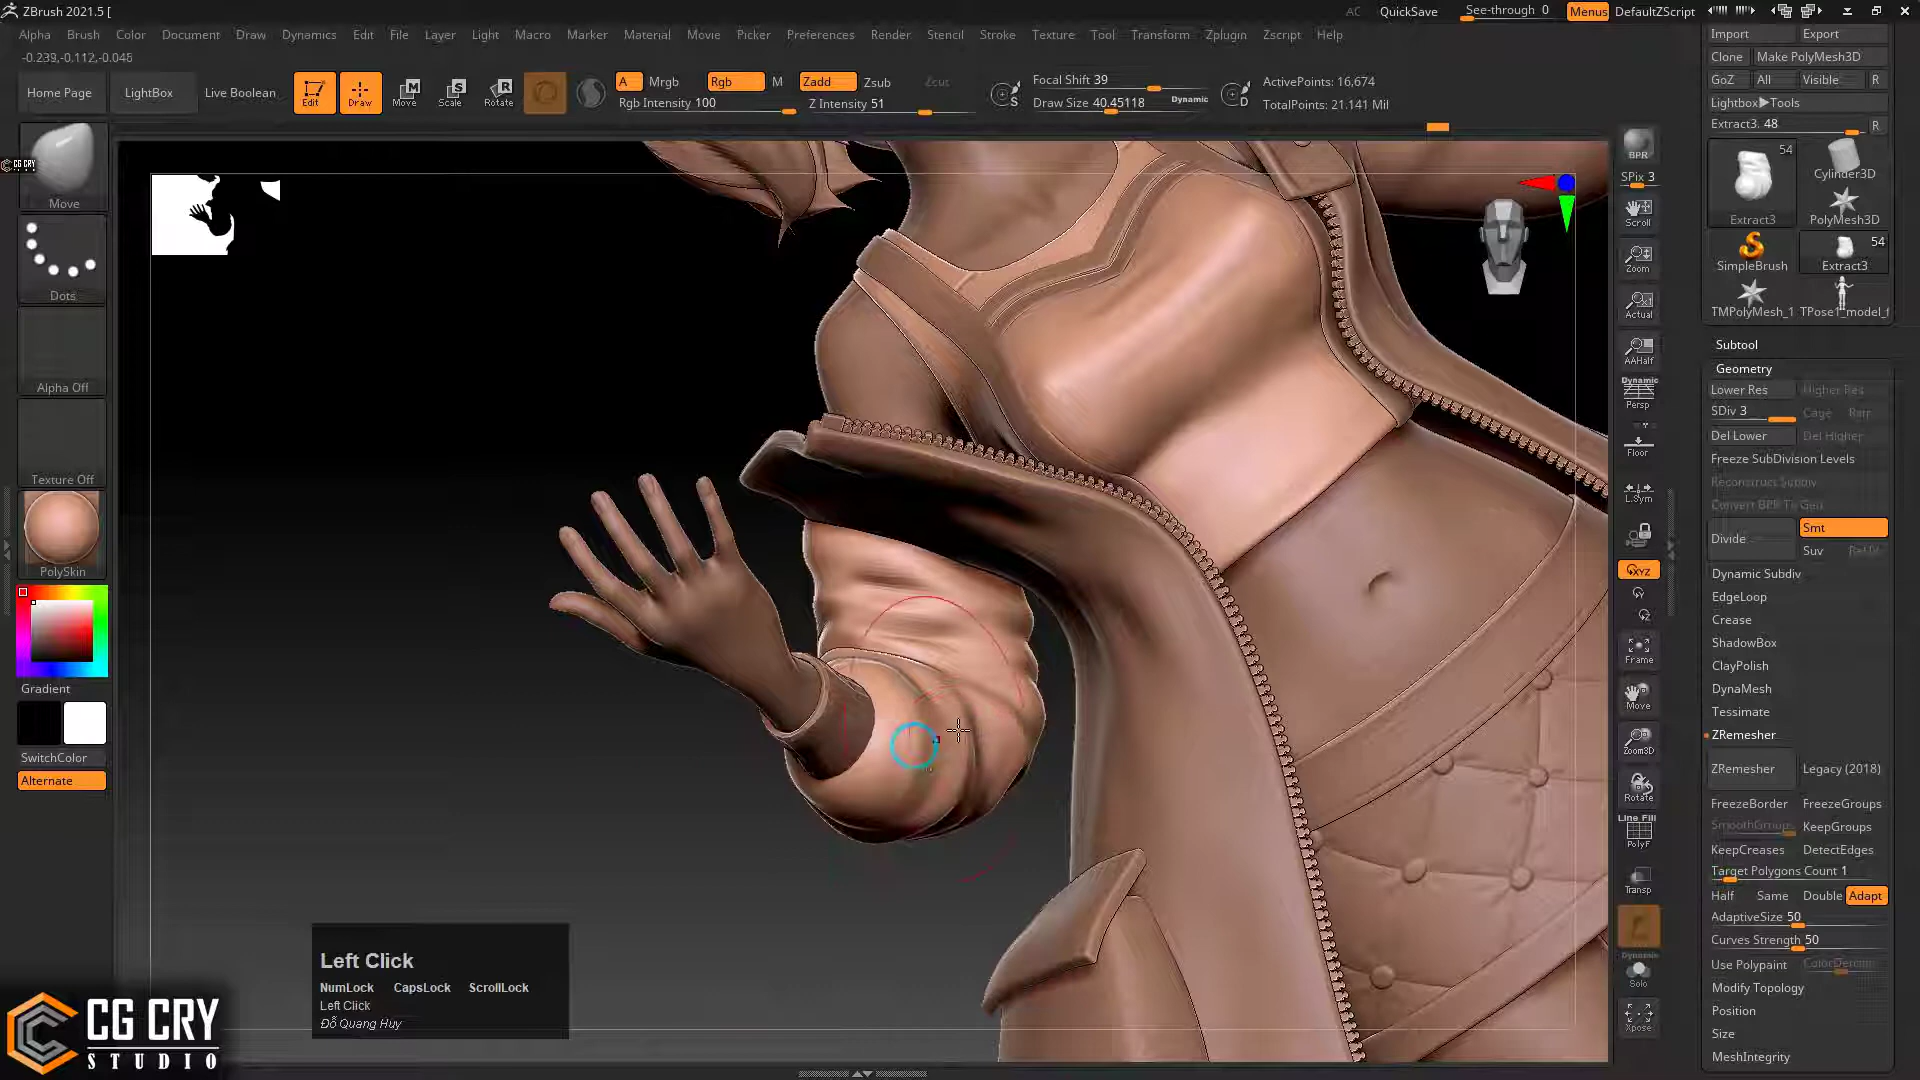 ZBrush 2021.5 [
AC
QuickSave
See-through 0
Menus
DefaultZScript
Alpha Brush Color Document Draw Dynamics Edit File Layer Light Macro Marker Material Movie Picker Preferences Render Stencil Stroke Texture Tool Transform Zplugin Zscript Help
-0.239,-0.112,-0.048
Home Page
LightBox
Live Boolean
Edit
Draw
Move
Scale
Rotate
A Mrgb Rgb M Zadd Zsub Zcut
Rgb Intensity 100
Z Intensity 51
Focal Shift 39
Draw Size 40.45118
Dynamic
ActivePoints: 16,674
TotalPoints: 21.141 Mil
CG CRY
Move
Dots
Alpha Off
Texture Off
PolySkin
Gradient
SwitchColor
Alternate
BPR
SPix 3
Scroll
Zoom
Actual
AAHalf
Dynamic
Persp
Floor
L.Sym
XYZ
Frame
Move
Zoom3D
Rotate
Line Fill
PolyF
Transp
Dynamic
Solo
Xpose
Import Export
Clone Make PolyMesh3D
GoZ All Visible R
Lightbox▶Tools
Extract3. 48 R
54
Extract3
Cylinder3D
PolyMesh3D
SimpleBrush
54
Extract3
TMPolyMesh_1 TPose1_model_f
Subtool
Geometry
Lower Res Higher Res
SDiv 3 Cage Rstr
Del Lower Del Higher
Freeze SubDivision Levels
Reconstruct Subdiv
Convert BPR To Geo
Divide
Smt
Suv ReUV
Dynamic Subdiv
EdgeLoop
Crease
ShadowBox
ClayPolish
DynaMesh
Tessimate
ZRemesher
ZRemesher Legacy (2018)
FreezeBorder FreezeGroups
SmoothGroups KeepGroups
KeepCreases DetectEdges
Target Polygons Count 1
Half Same Double Adapt
AdaptiveSize 50
Curves Strength 50
Use Polypaint
Modify Topology
Position
Size
MeshIntegrity
Left Click
NumLock CapsLock ScrollLock
Left Click
Đỗ Quang Huy
CG CRY
STUDIO